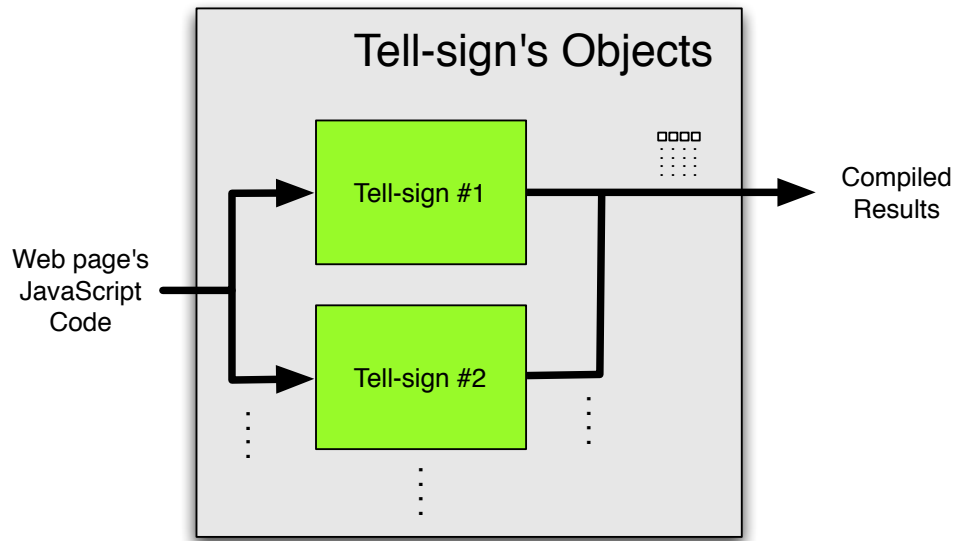 Tell-sign's Objects
Tell-sign #1
Compiled
Results
Web page's
JavaScript
Code
Tell-sign #2